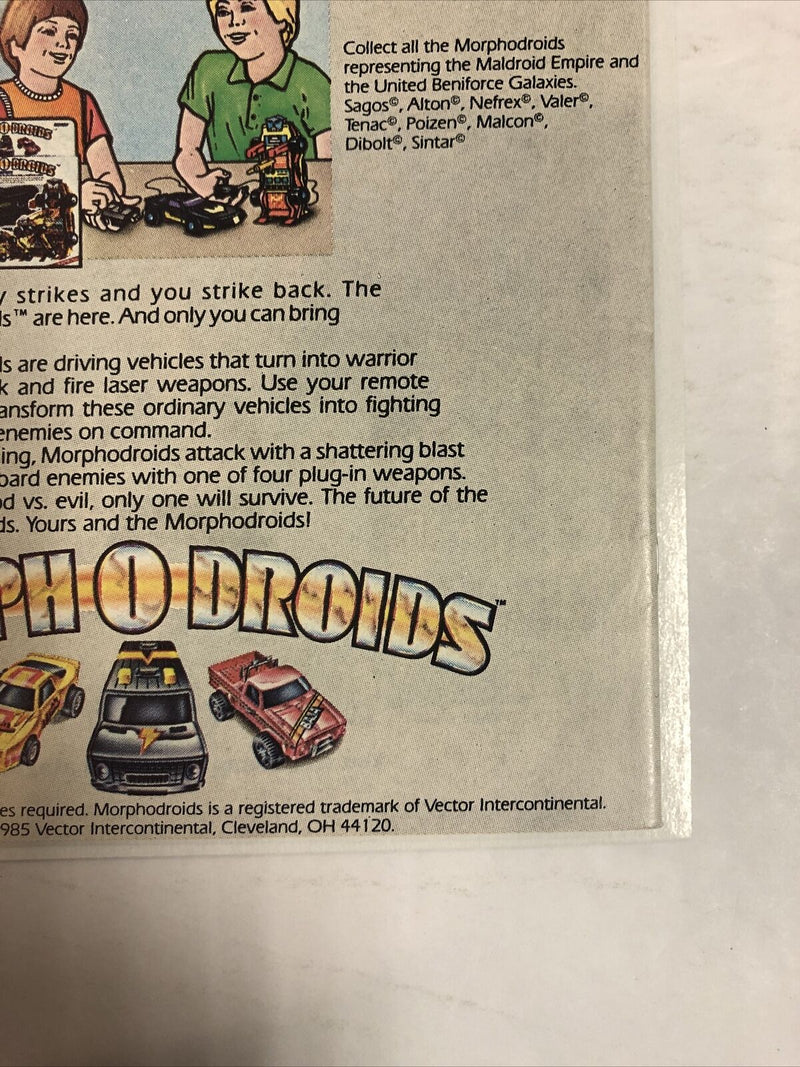 Collect all the Morphodroids
representing the Maldroid Empire and
the United Beniforce Galaxies.
Sagos©, Alton©, Nefrex©, Valer©,
Tenac©, Poizen©, Malcon©,
Dibolt©, Sintar©
O-DROIDS
O-DROIDS
y strikes and you strike back. The
ls™ are here. And only you can bring
ls are driving vehicles that turn into warrior
k and fire laser weapons. Use your remote
ansform these ordinary vehicles into fighting
enemies on command.
ing, Morphodroids attack with a shattering blast
oard enemies with one of four plug-in weapons.
od vs. evil, only one will survive. The future of the
ds. Yours and the Morphodroids!
PH O DROIDS™
BAJA
es required. Morphodroids is a registered trademark of Vector Intercontinental.
985 Vector Intercontinental, Cleveland, OH 44120.